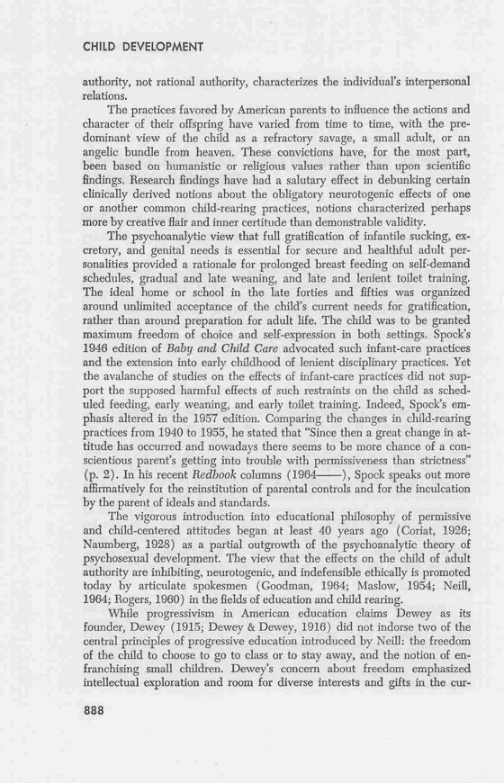 CHILD DEVELOPMENT
authority, not rational authority, characterizes the individual's interpersonal
relations.
The practices favored by American parents to influence the actions and
character of their offspring have varied from time to time, with the pre-
dominant view of the child as a refractory savage, a small adult, or an
angelic bundle from heaven. These convictions have, for the most part,
been based on humanistic or religious values rather than upon scientific
findings. Research findings have had a salutary effect in debunking certain
clinically derived notions about the obligatory neurotogenic effects of one
or another common child-rearing practices, notions characterized perhaps
more by creative flair and inner certitude than demonstrable validity.
The psychoanalytic view that full gratification of infantile sucking, ex-
cretory, and genital needs is essential for secure and healthful adult per-
sonalities provided a rationale for prolonged breast feeding on self-demand
schedules, gradual and late weaning, and late and lenient toilet training.
The ideal home or school in the late forties and fifties was organized
around unlimited acceptance of the child's current needs for gratification,
rather than around preparation for adult life. The child was to be granted
maximum freedom of choice and self-expression in both settings. Spock's
1946 edition of Baby and Child Care advocated such infant-care practices
and the extension into early childhood of lenient disciplinary practices. Yet
the avalanche of studies on the effects of infant-care practices did not sup-
port the supposed harmful effects of such restraints on the child as sched-
uled feeding, early weaning, and early toilet training. Indeed, Spock's em-
phasis altered in the 1957 edition. Comparing the changes in child-rearing
practices from 1940 to 1955, he stated that "Since then a great change in at-
titude has occurred and nowadays there seems to be more chance of a con-
scientious parent's getting into trouble with permissiveness than strictness"
(p. 2). In his recent Redbook columns (1964——), Spock speaks out more
affirmatively for the reinstitution of parental controls and for the inculcation
by the parent of ideals and standards.
The vigorous introduction into educational philosophy of permissive
and child-centered attitudes began at least 40 years ago (Coriat, 1926;
Naumberg, 1928) as a partial outgrowth of the psychoanalytic theory of
psychosexual development. The view that the effects on the child of adult
authority are inhibiting, neurotogenic, and indefensible ethically is promoted
today by articulate spokesmen (Goodman, 1964; Maslow, 1954; Neill,
1964; Rogers, 1960) in the fields of education and child rearing.
While progressivism in American education claims Dewey as its
founder, Dewey (1915; Dewey & Dewey, 1916) did not indorse two of the
central principles of progressive education introduced by Neill: the freedom
of the child to choose to go to class or to stay away, and the notion of en-
franchising small children. Dewey's concern about freedom emphasized
intellectual exploration and room for diverse interests and gifts in the cur-
888